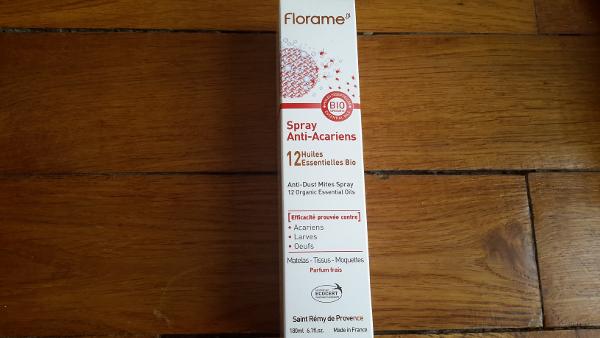 Florame
BIO
Spray
Anti-Acariens
12 Huiles
Essentielles Bio
Anti-Dust Mites Spray
12 Organic Essential Oils
[Efficacité prouvée contre]
• Acariens
• Larves
• Oeufs
Matelas - Tissus - Moquettes
Parfum frais
ECOCERT
Saint Rémy de Provence
180ml 6.1fl.oz. Made in France